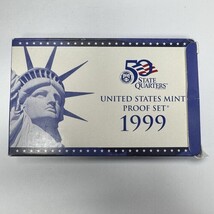 50
STATE
QUARTERS
UNITED STATES MINT
PROOF SET®
1999